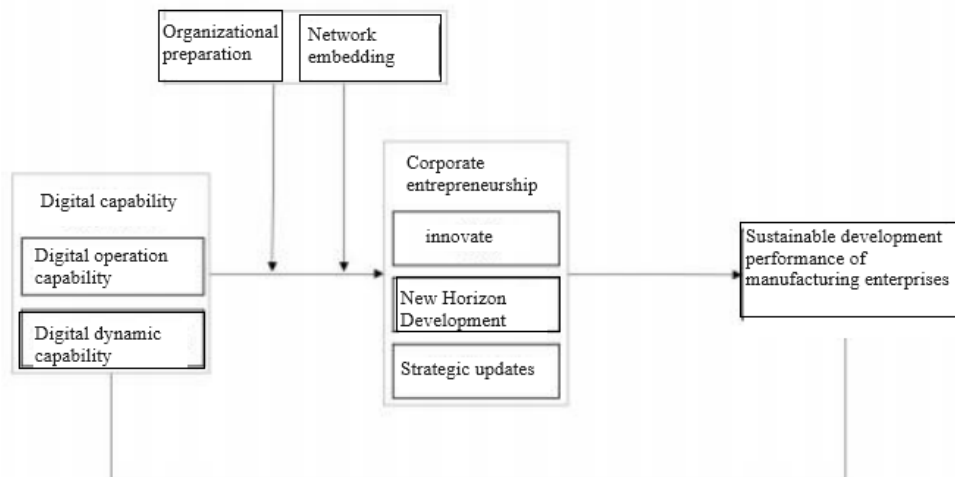 Organizational
preparation
Network
embedding
Corporate
entrepreneurship
Digital capability
innovate
Digital operation
capability
New Horizon
Development
Digital dynamic
capability
Strategic updates
Sustainable development
performance of
manufacturing enterprises